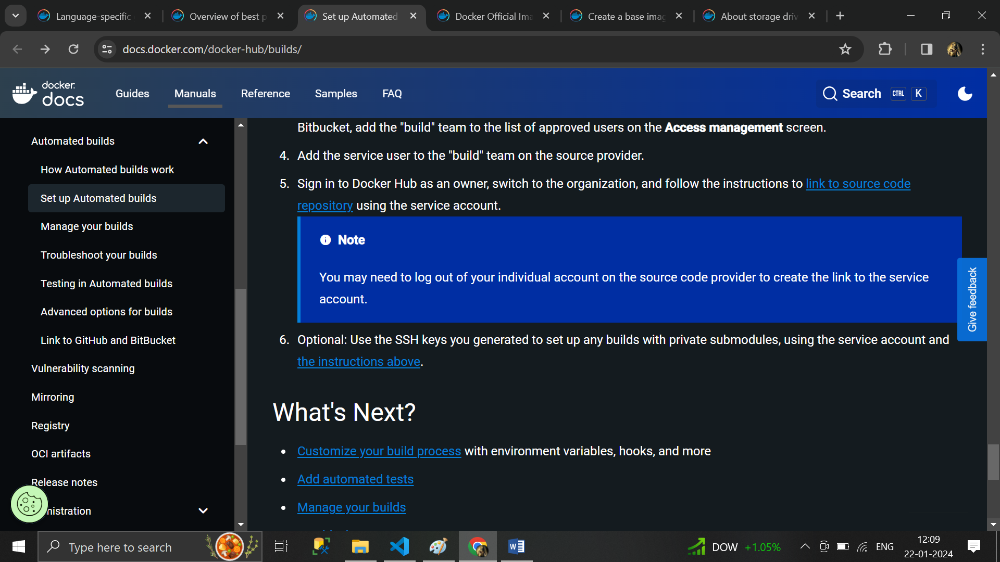 Language-specific
Overview of best p
Set up Automated
Docker Official Ima
Create a base imag
About storage driv
docs.docker.com/docker-hub/builds/
docker
docs
Guides
Manuals
Reference
Samples
FAQ
Search
CTRL
K
Automated builds
How Automated builds work
Set up Automated builds
Manage your builds
Troubleshoot your builds
Testing in Automated builds
Advanced options for builds
Link to GitHub and BitBucket
Vulnerability scanning
Mirroring
Registry
OCI artifacts
Release notes
nistration
Bitbucket, add the "build" team to the list of approved users on the Access management screen.
4. Add the service user to the "build" team on the source provider.
5. Sign in to Docker Hub as an owner, switch to the organization, and follow the instructions to link to source code
repository using the service account.
Note
You may need to log out of your individual account on the source code provider to create the link to the service
account.
6. Optional: Use the SSH keys you generated to set up any builds with private submodules, using the service account and
the instructions above.
What's Next?
• Customize your build process with environment variables, hooks, and more
• Add automated tests
• Manage your builds
Give feedback
Type here to search
DOW +1.05%
ENG
12:09
22-01-2024